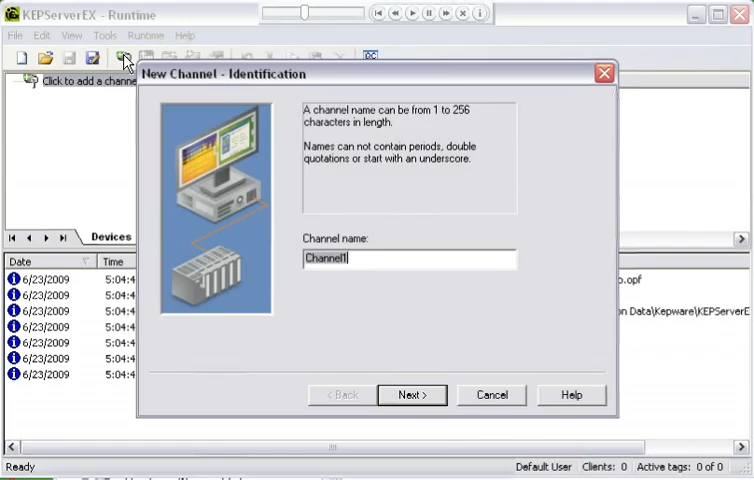 KEPServerEX - Runtime
File Edit View Tools Runtime Help
Click to add a channe
New Channel - Identification
A channel name can be from 1 to 256
characters in length.
Names can not contain periods, double
quotations or start with an underscore.
Channel name:
Channel1
< Back Next > Cancel Help
Devices
Date Time
6/23/2009 5:04:4
6/23/2009 5:04:4
6/23/2009 5:04:4
6/23/2009 5:04:4
6/23/2009 5:04:4
6/23/2009 5:04:4
6/23/2009 5:04:4
o.opf
on Data\Kepware\KEPServerE
Ready Default User Clients: 0 Active tags: 0 of 0